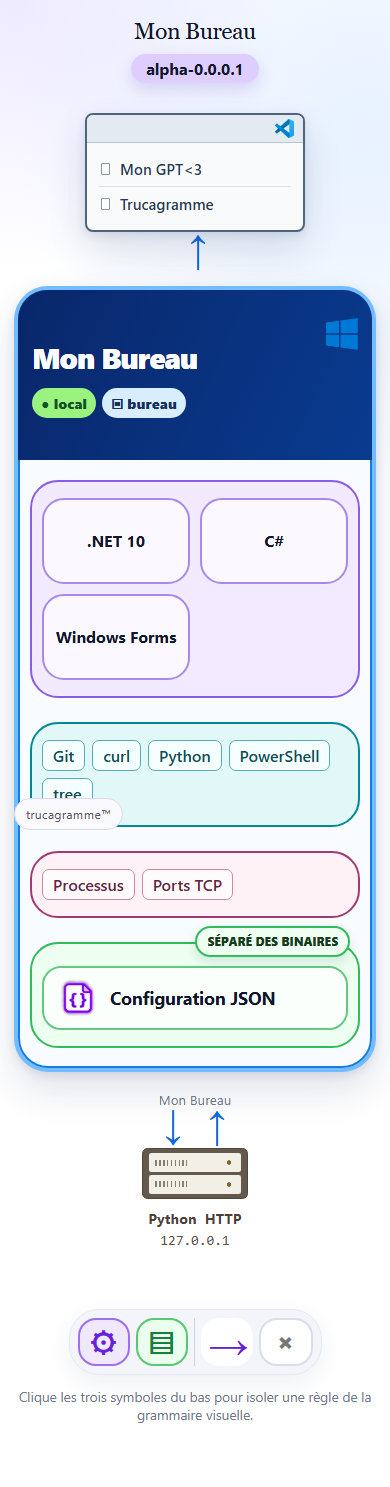 Mon Bureau
alpha-0.0.0.1
Mon GPT<3
Trucagramme
Mon Bureau
local
bureau
.NET 10
C#
Windows Forms
Git
curl
Python
PowerShell
tree
trucagramme™
Processus
Ports TCP
SÉPARÉ DES BINAIRES
{} Configuration JSON
Mon Bureau
Python HTTP
127.0.0.1
Clique les trois symboles du bas pour isoler une règle de la
grammaire visuelle.